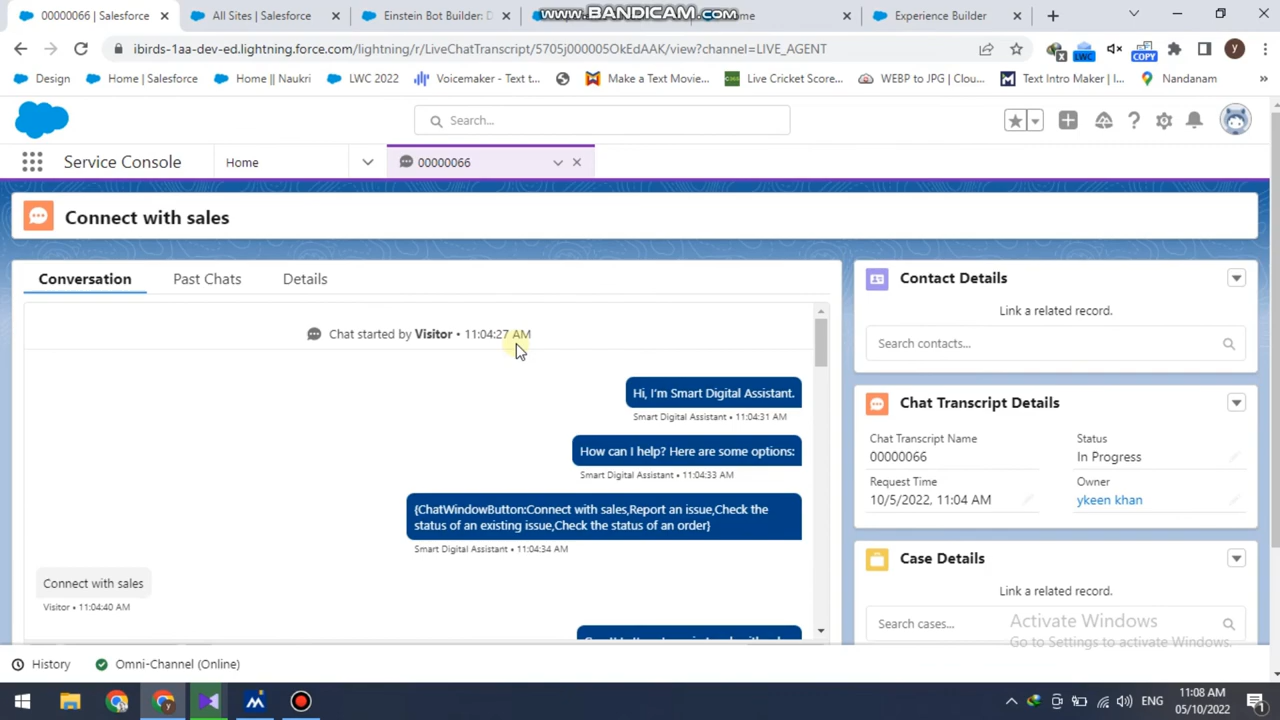 www.BANDICAM.com
00000066 | Salesforce
All Sites | Salesforce
Einstein Bot Builder: D
Experience Builder
ibirds-1aa-dev-ed.lightning.force.com/lightning/r/LiveChatTranscript/5705j000005OkEdAAK/view?channel=LIVE_AGENT
COPY
y
Design
Home | Salesforce
Home || Naukri
LWC 2022
Voicemaker - Text t...
Make a Text Movie...
Live Cricket Score...
WEBP to JPG | Clou...
Text Intro Maker | I...
Nandanam
Search...
Service Console
Home
00000066
Connect with sales
Conversation
Past Chats
Details
Chat started by Visitor • 11:04:27 AM
Hi, I'm Smart Digital Assistant.
Smart Digital Assistant • 11:04:31 AM
How can I help? Here are some options:
Smart Digital Assistant • 11:04:33 AM
{ChatWindowButton:Connect with sales,Report an issue,Check the
status of an existing issue,Check the status of an order}
Smart Digital Assistant • 11:04:34 AM
Connect with sales
Visitor • 11:04:40 AM
Contact Details
Link a related record.
Search contacts...
Chat Transcript Details
Chat Transcript Name
00000066
Status
In Progress
Request Time
10/5/2022, 11:04 AM
Owner
ykeen khan
Case Details
Link a related record.
Search cases...
Activate Windows
Go to Settings to activate Windows.
History
Omni-Channel (Online)
ENG
11:08 AM
05/10/2022